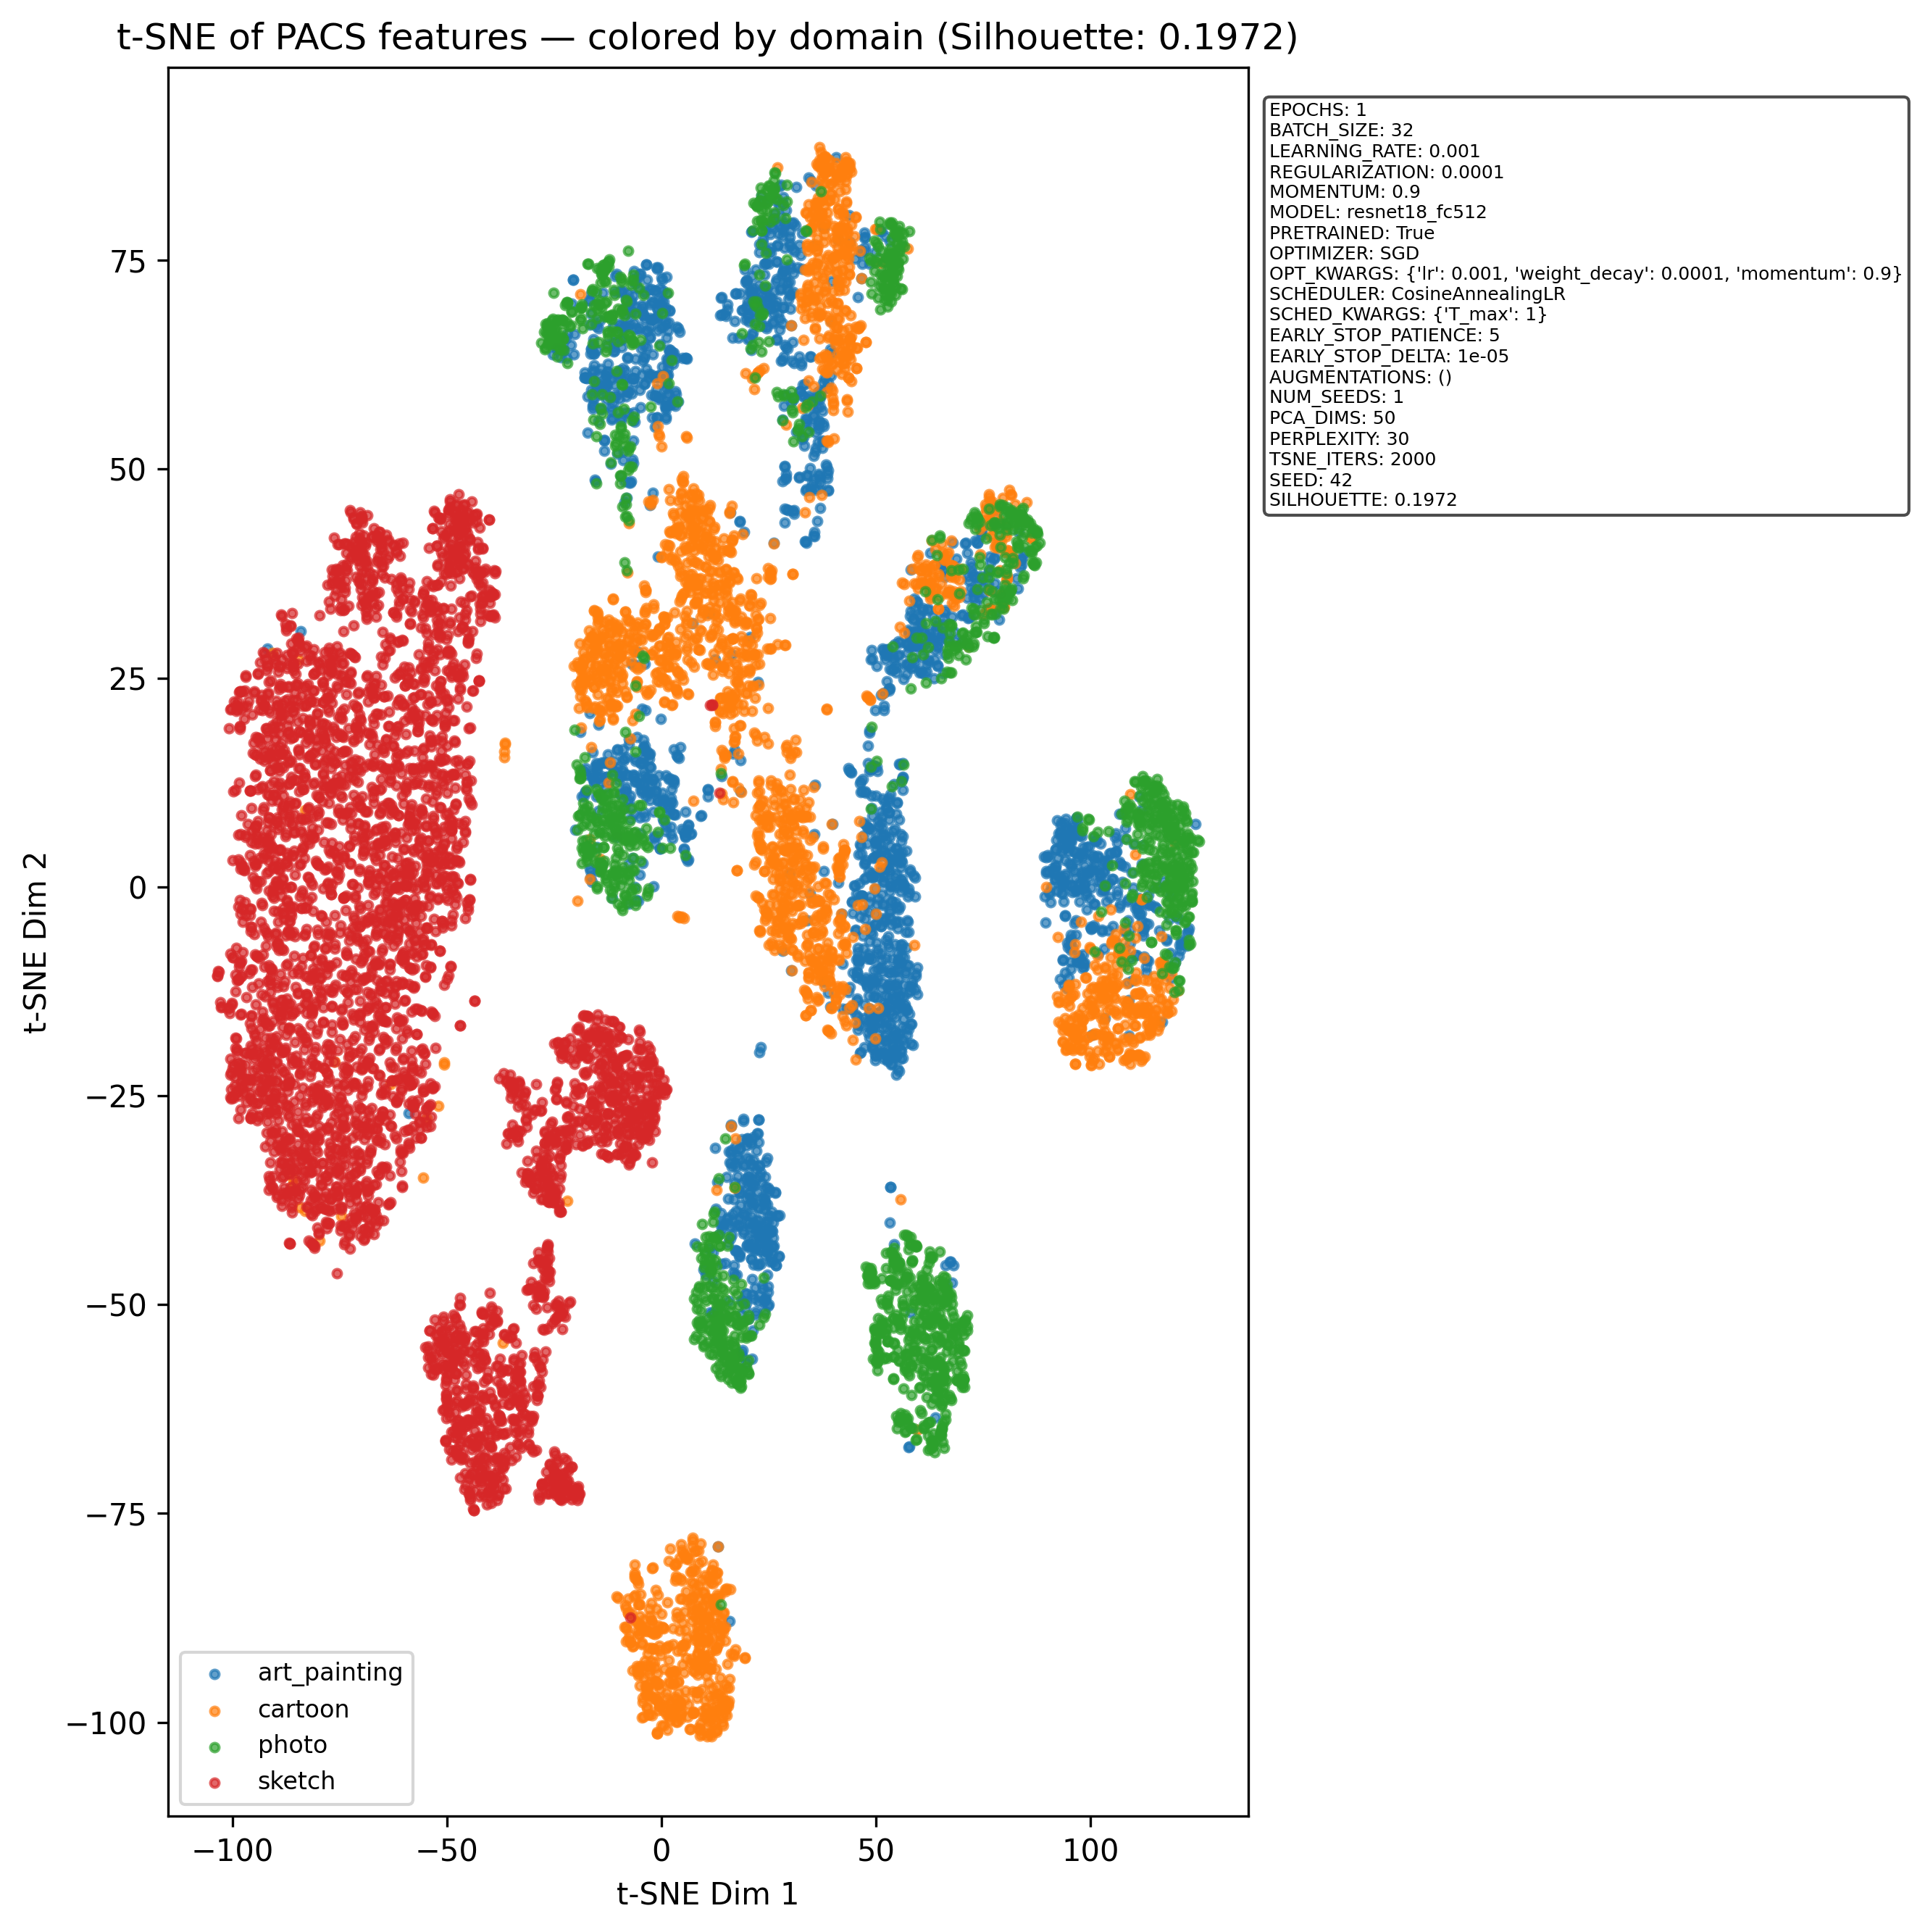 t-SNE of PACS features — colored by domain (Silhouette: 0.1972)
EPOCHS: 1
BATCH_SIZE: 32
LEARNING_RATE: 0.001
REGULARIZATION: 0.0001
MOMENTUM: 0.9
MODEL: resnet18_fc512
PRETRAINED: True
OPTIMIZER: SGD
OPT_KWARGS: {'lr': 0.001, 'weight_decay': 0.0001, 'momentum': 0.9}
SCHEDULER: CosineAnnealingLR
SCHED_KWARGS: {'T_max': 1}
EARLY_STOP_PATIENCE: 5
EARLY_STOP_DELTA: 1e-05
AUGMENTATIONS: ()
NUM_SEEDS: 1
PCA_DIMS: 50
PERPLEXITY: 30
TSNE_ITERS: 2000
SEED: 42
SILHOUETTE: 0.1972
75
50
25
0
−25
−50
−75
−100
t-SNE Dim 2
art_painting
cartoon
photo
sketch
−100
−50
0
50
100
t-SNE Dim 1